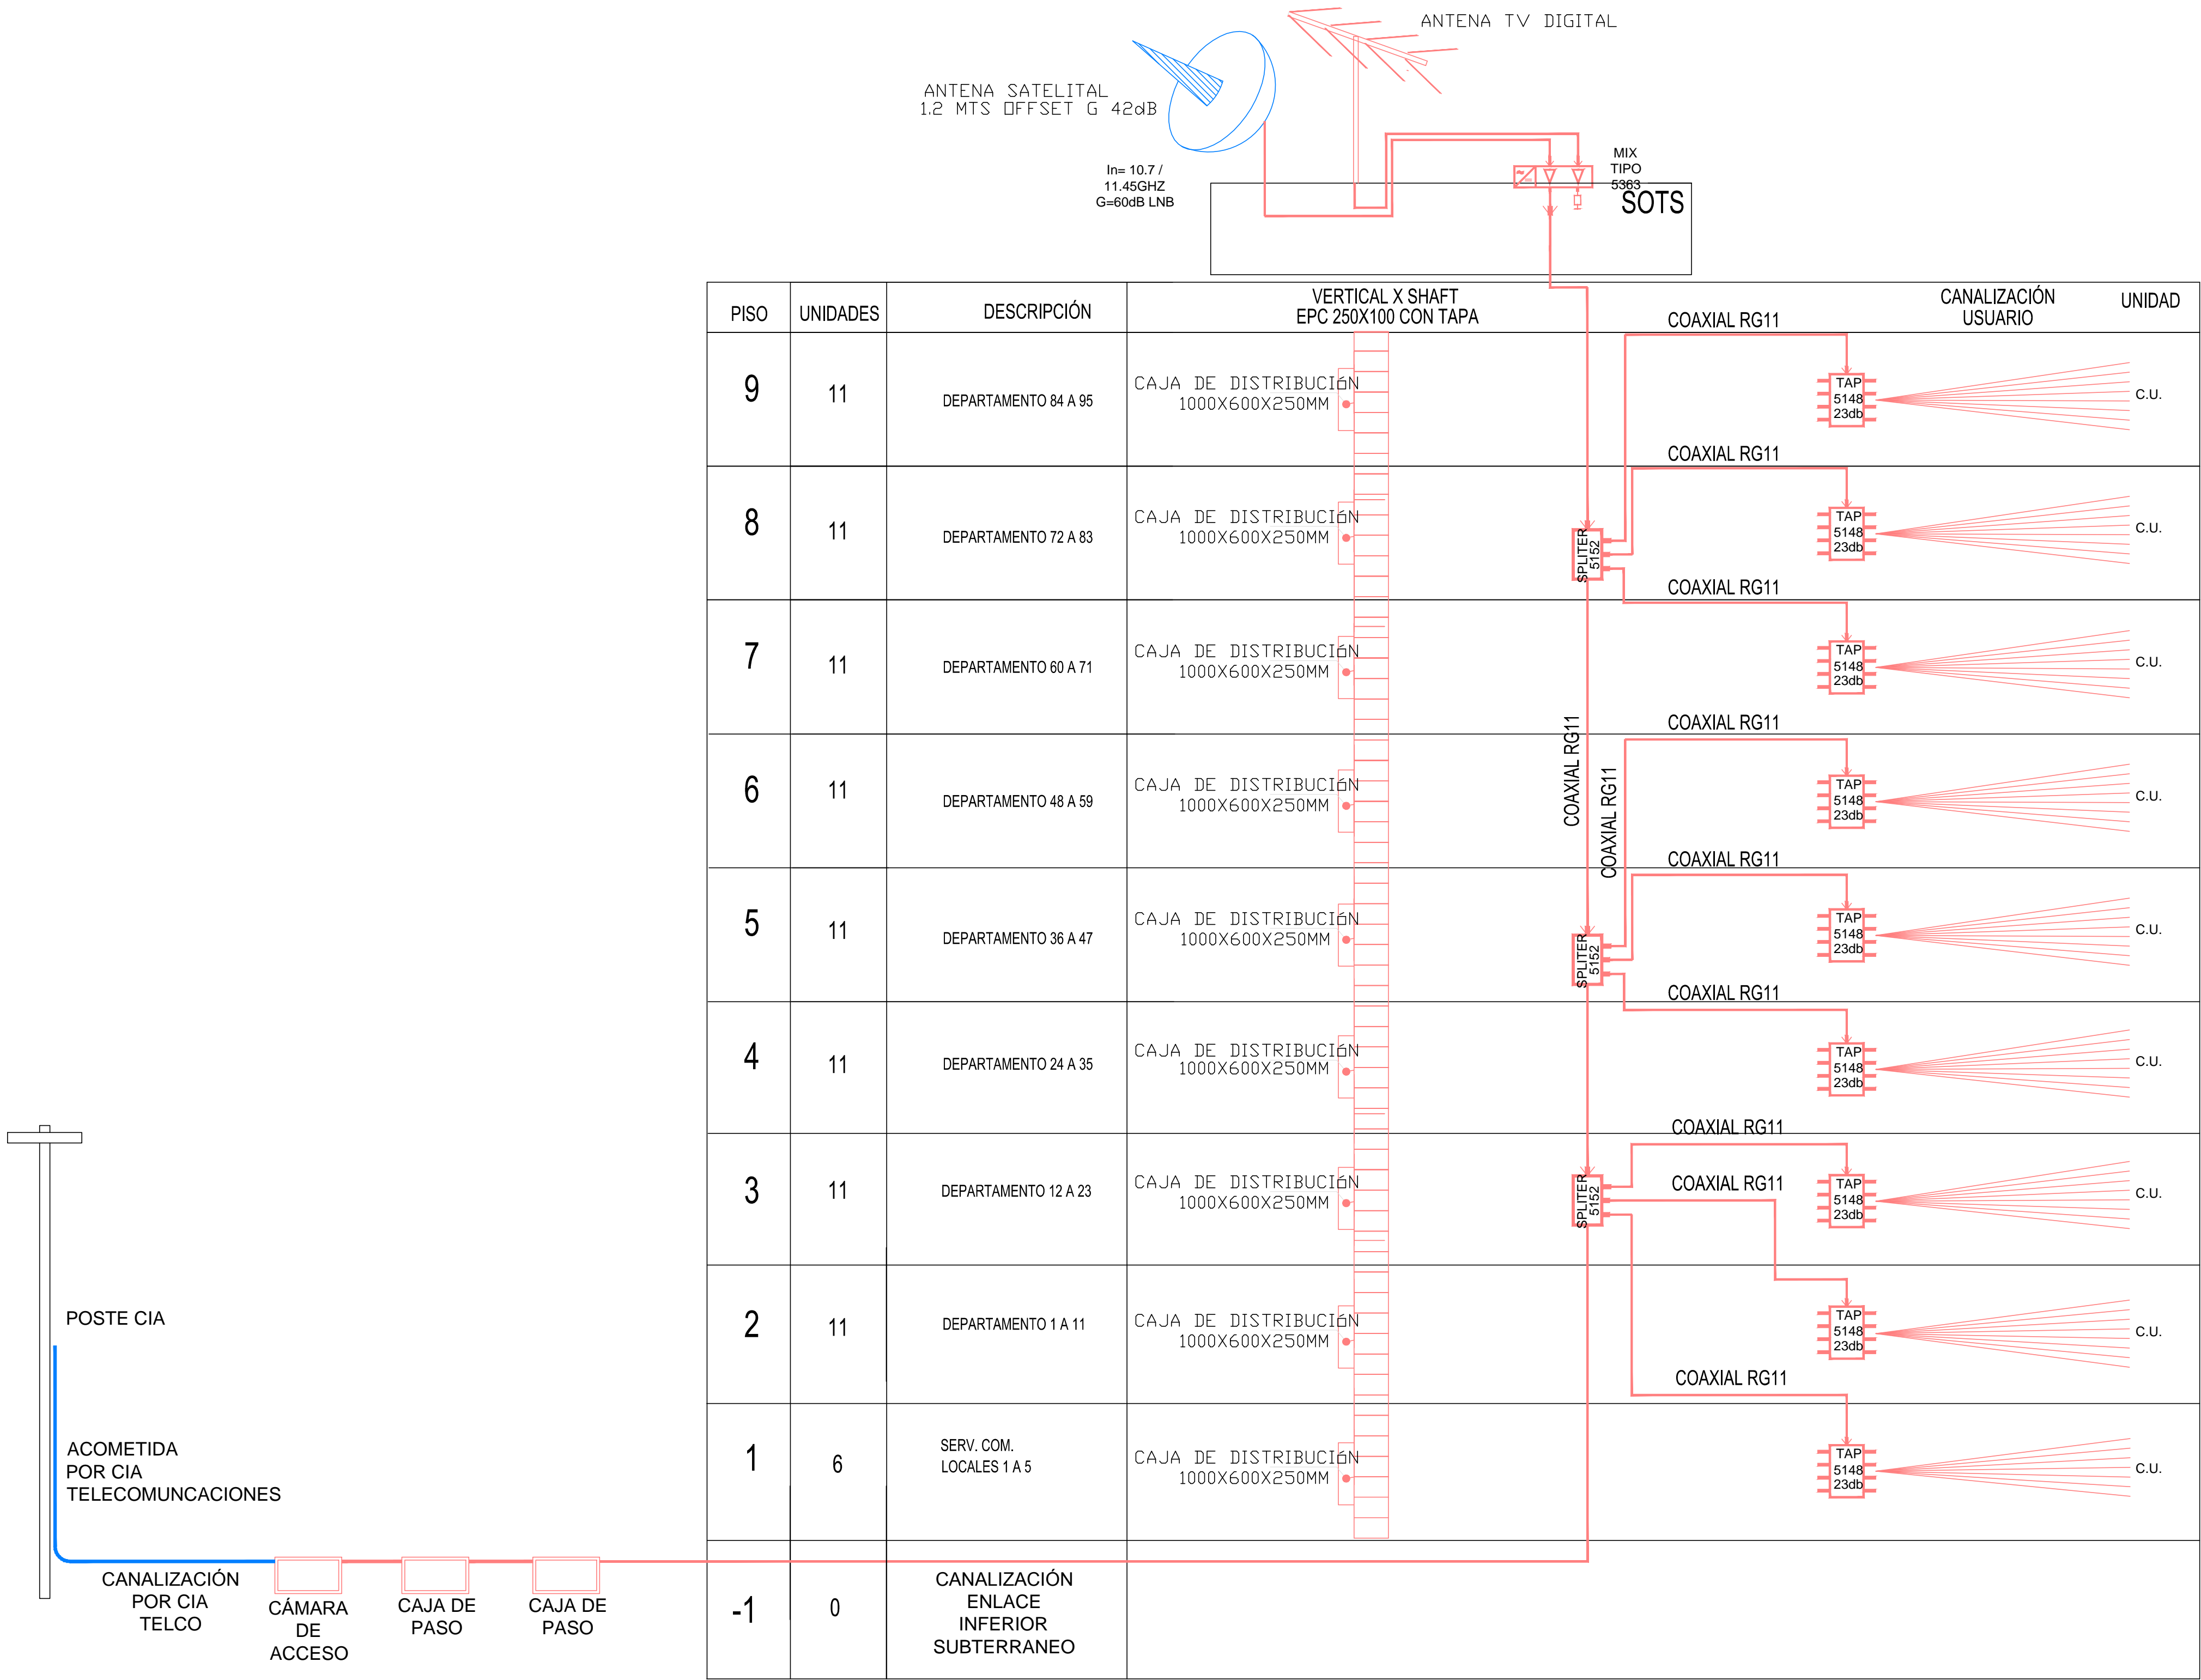 ANTENA TV DIGITAL
ANTENA SATELITAL
1.2 MTS OFFSET G 42dB
In= 10.7 /
11.45GHZ
G=60dB LNB
MIX
TIPO
5363
SOTS
PISO
UNIDADES
DESCRIPCIÓN
VERTICAL X SHAFT
EPC 250X100 CON TAPA
CANALIZACIÓN
USUARIO
UNIDAD
COAXIAL RG11
9
11
DEPARTAMENTO 84 A 95
CAJA DE DISTRIBUCIóN
1000X600X250MM
TAP
5148
23db
C.U.
COAXIAL RG11
8
11
DEPARTAMENTO 72 A 83
CAJA DE DISTRIBUCIóN
1000X600X250MM
SPLITER
5152
TAP
5148
23db
C.U.
COAXIAL RG11
7
11
DEPARTAMENTO 60 A 71
CAJA DE DISTRIBUCIóN
1000X600X250MM
TAP
5148
23db
C.U.
COAXIAL RG11
COAXIAL RG11
COAXIAL RG11
6
11
DEPARTAMENTO 48 A 59
CAJA DE DISTRIBUCIóN
1000X600X250MM
TAP
5148
23db
C.U.
COAXIAL RG11
5
11
DEPARTAMENTO 36 A 47
CAJA DE DISTRIBUCIóN
1000X600X250MM
SPLITER
5152
TAP
5148
23db
C.U.
COAXIAL RG11
4
11
DEPARTAMENTO 24 A 35
CAJA DE DISTRIBUCIóN
1000X600X250MM
TAP
5148
23db
C.U.
COAXIAL RG11
3
11
DEPARTAMENTO 12 A 23
CAJA DE DISTRIBUCIóN
1000X600X250MM
SPLITER
5152
COAXIAL RG11
TAP
5148
23db
C.U.
2
11
DEPARTAMENTO 1 A 11
CAJA DE DISTRIBUCIóN
1000X600X250MM
TAP
5148
23db
C.U.
COAXIAL RG11
1
6
SERV. COM.
LOCALES 1 A 5
CAJA DE DISTRIBUCIóN
1000X600X250MM
TAP
5148
23db
C.U.
-1
0
CANALIZACIÓN
ENLACE
INFERIOR
SUBTERRANEO
POSTE CIA
ACOMETIDA
POR CIA
TELECOMUNCACIONES
CANALIZACIÓN
POR CIA
TELCO
CÁMARA
DE
ACCESO
CAJA DE
PASO
CAJA DE
PASO